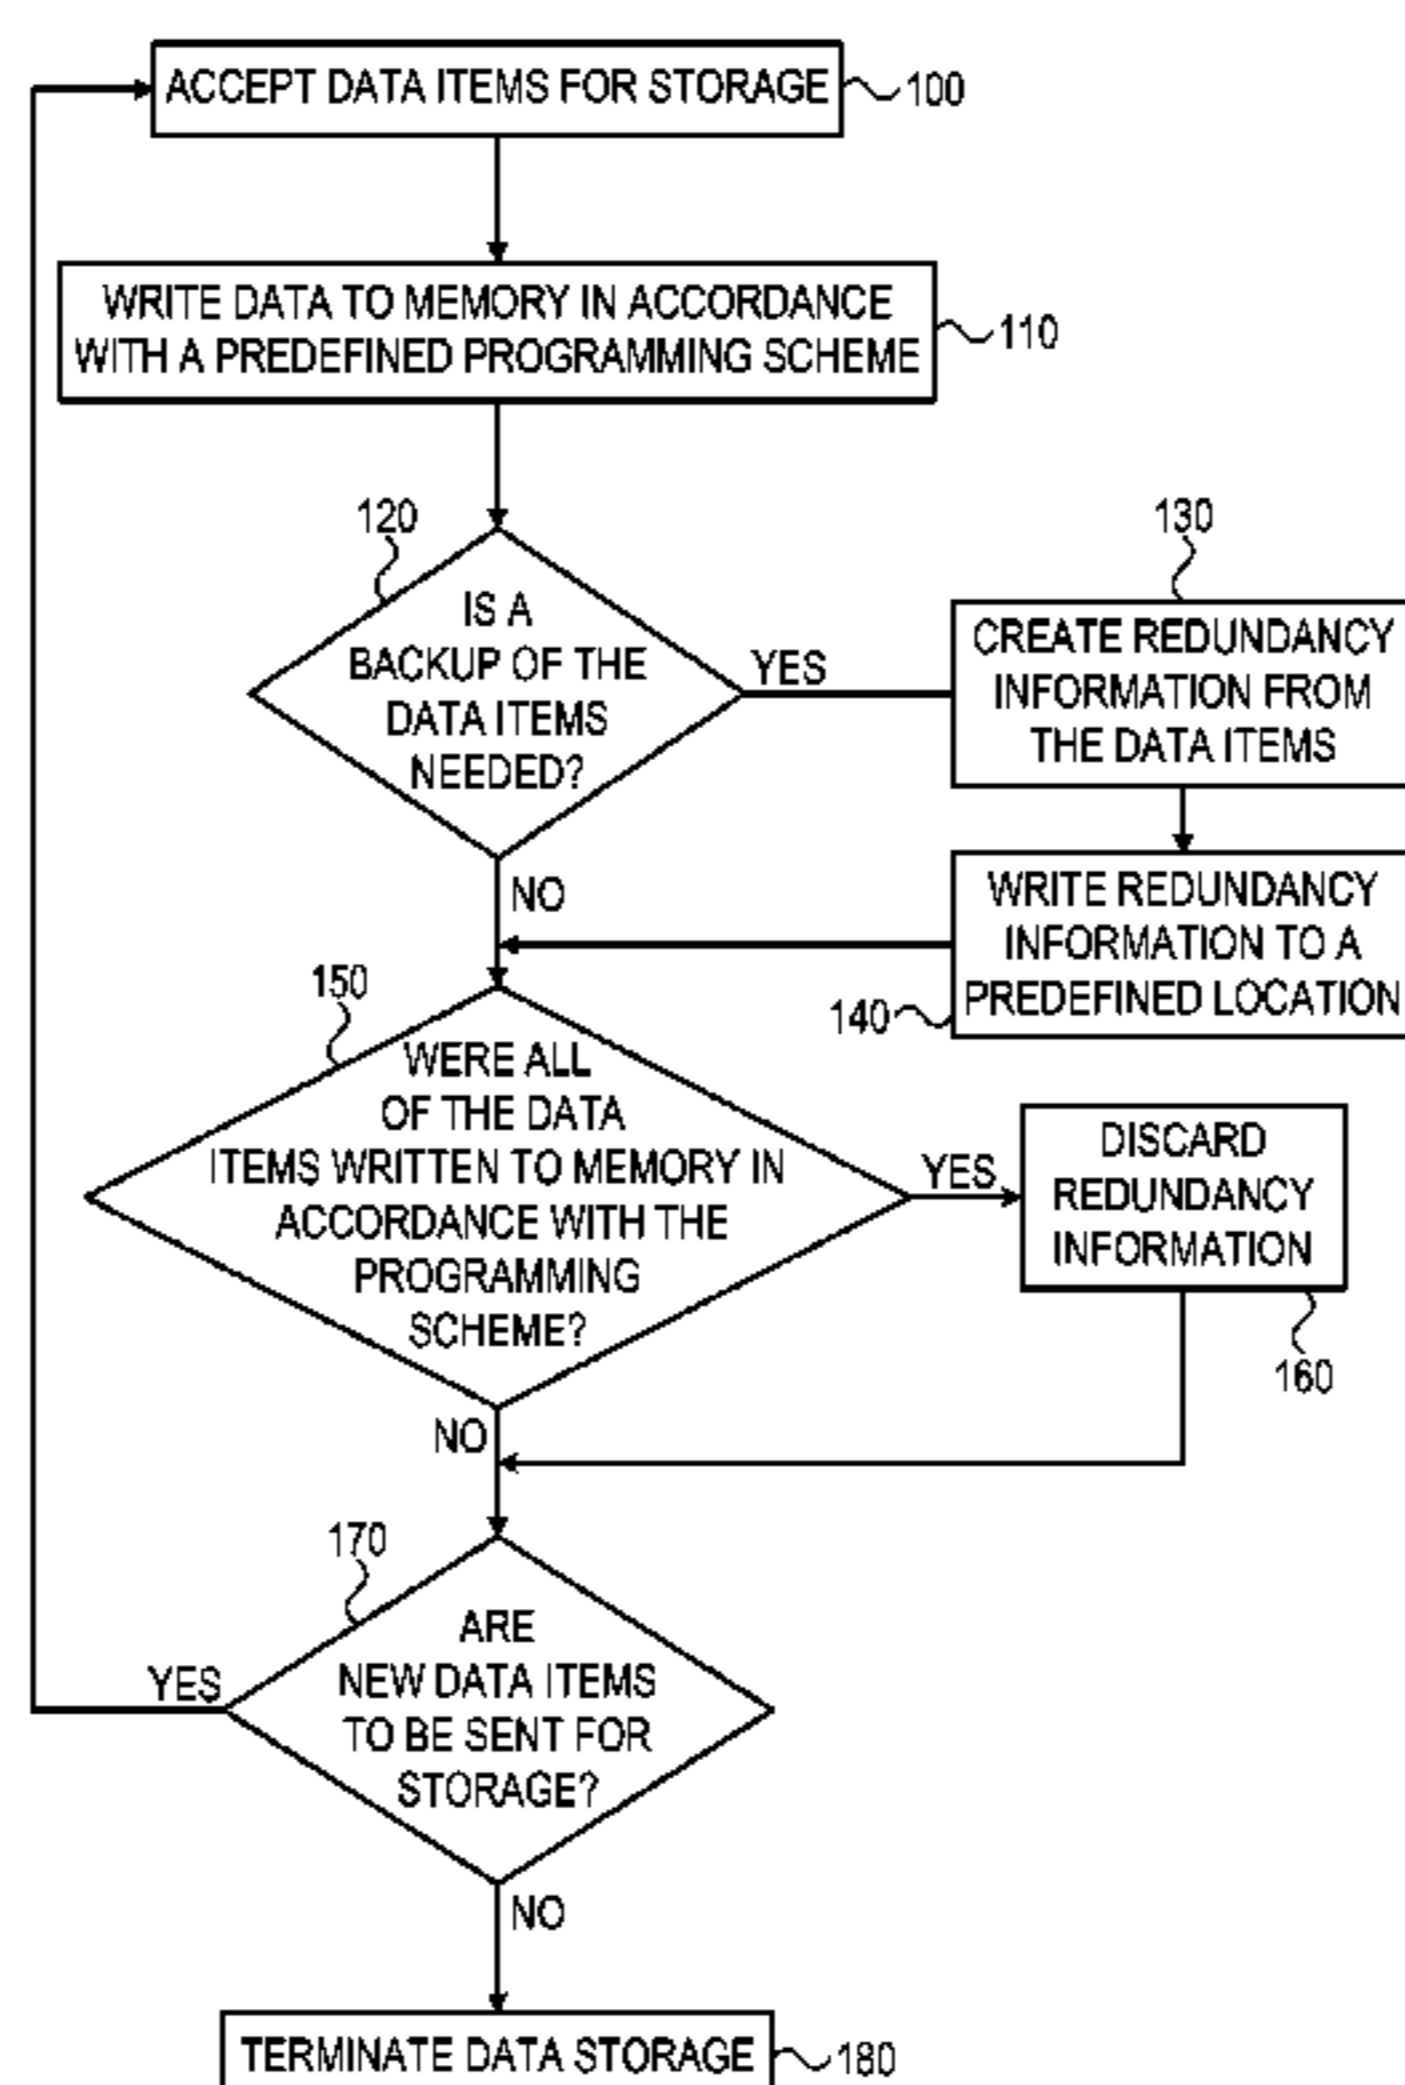 ACCEPT DATA ITEMS FOR STORAGE
100
WRITE DATA TO MEMORY IN ACCORDANCE
WITH A PREDEFINED PROGRAMMING SCHEME
110
120
IS A
BACKUP OF THE
DATA ITEMS
NEEDED?
YES
NO
130
CREATE REDUNDANCY
INFORMATION FROM
THE DATA ITEMS
WRITE REDUNDANCY
INFORMATION TO A
PREDEFINED LOCATION
140
150
WERE ALL
OF THE DATA
ITEMS WRITTEN TO MEMORY IN
ACCORDANCE WITH THE
PROGRAMMING
SCHEME?
YES
NO
DISCARD
REDUNDANCY
INFORMATION
160
170
ARE
NEW DATA ITEMS
TO BE SENT FOR
STORAGE?
YES
NO
TERMINATE DATA STORAGE
180